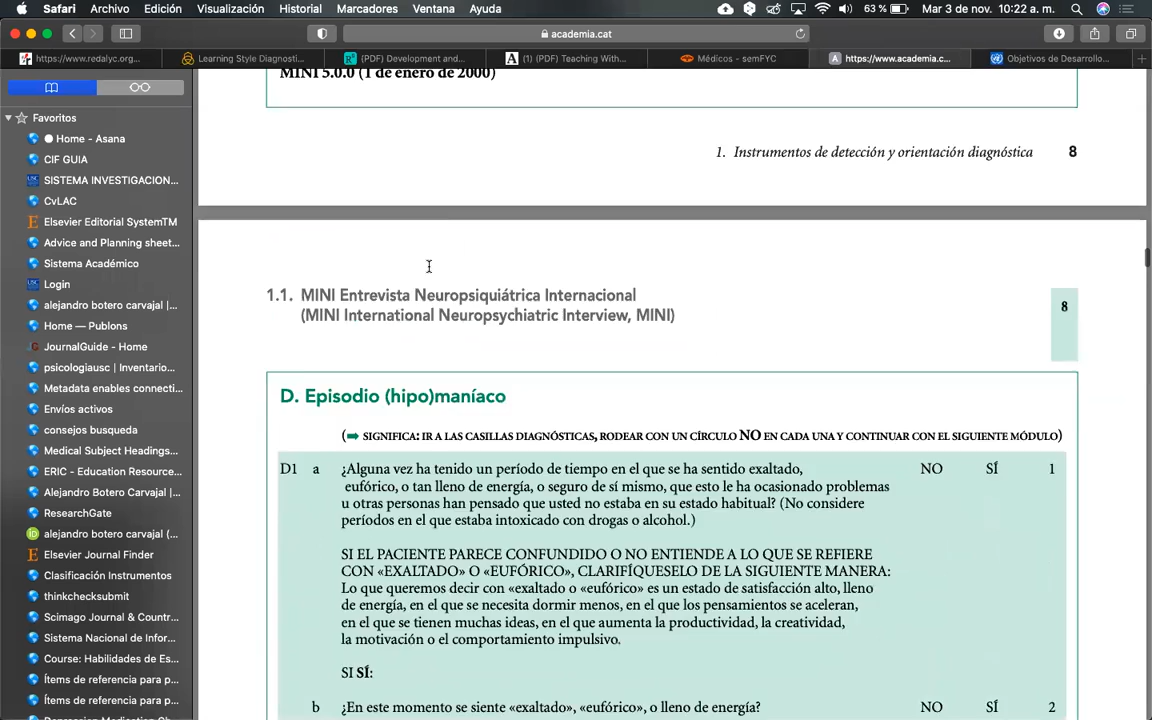 Safari Archivo Edición Visualización Historial Marcadores Ventana Ayuda 63 % Mar 3 de nov. 10:22 a. m.
academia.cat
https://www.redalyc.org... Learning Style Diagnosti... (PDF) Development and... (1) (PDF) Teaching With... Médicos - semFYC https://www.academia.c... Objetivos de Desarrollo...
Favoritos
Home - Asana
CIF GUIA
SISTEMA INVESTIGACION...
CvLAC
Elsevier Editorial SystemTM
Advice and Planning sheet...
Sistema Académico
Login
alejandro botero carvajal |...
Home — Publons
JournalGuide - Home
psicologiausc | Inventario...
Metadata enables connecti...
Envíos activos
consejos busqueda
Medical Subject Headings...
ERIC - Education Resource...
Alejandro Botero Carvajal |...
ResearchGate
alejandro botero carvajal (...
Elsevier Journal Finder
Clasificación Instrumentos
thinkchecksubmit
Scimago Journal & Countr...
Sistema Nacional de Infor...
Course: Habilidades de Es...
Ítems de referencia para p...
Ítems de referencia para p...
MINI 5.0.0 (1 de enero de 2000)
1. Instrumentos de detección y orientación diagnóstica 8
1.1. MINI Entrevista Neuropsiquiátrica Internacional
(MINI International Neuropsychiatric Interview, MINI)
8
D. Episodio (hipo)maníaco
(➡ SIGNIFICA: IR A LAS CASILLAS DIAGNÓSTICAS, RODEAR CON UN CÍRCULO NO EN CADA UNA Y CONTINUAR CON EL SIGUIENTE MÓDULO)
D1 a ¿Alguna vez ha tenido un período de tiempo en el que se ha sentido exaltado, NO SÍ 1
eufórico, o tan lleno de energía, o seguro de sí mismo, que esto le ha ocasionado problemas
u otras personas han pensado que usted no estaba en su estado habitual? (No considere
períodos en el que estaba intoxicado con drogas o alcohol.)
SI EL PACIENTE PARECE CONFUNDIDO O NO ENTIENDE A LO QUE SE REFIERE
CON «EXALTADO» O «EUFÓRICO», CLARIFÍQUESELO DE LA SIGUIENTE MANERA:
Lo que queremos decir con «exaltado o «eufórico» es un estado de satisfacción alto, lleno
de energía, en el que se necesita dormir menos, en el que los pensamientos se aceleran,
en el que se tienen muchas ideas, en el que aumenta la productividad, la creatividad,
la motivación o el comportamiento impulsivo.
SI SÍ:
b ¿En este momento se siente «exaltado», «eufórico», o lleno de energía? NO SÍ 2